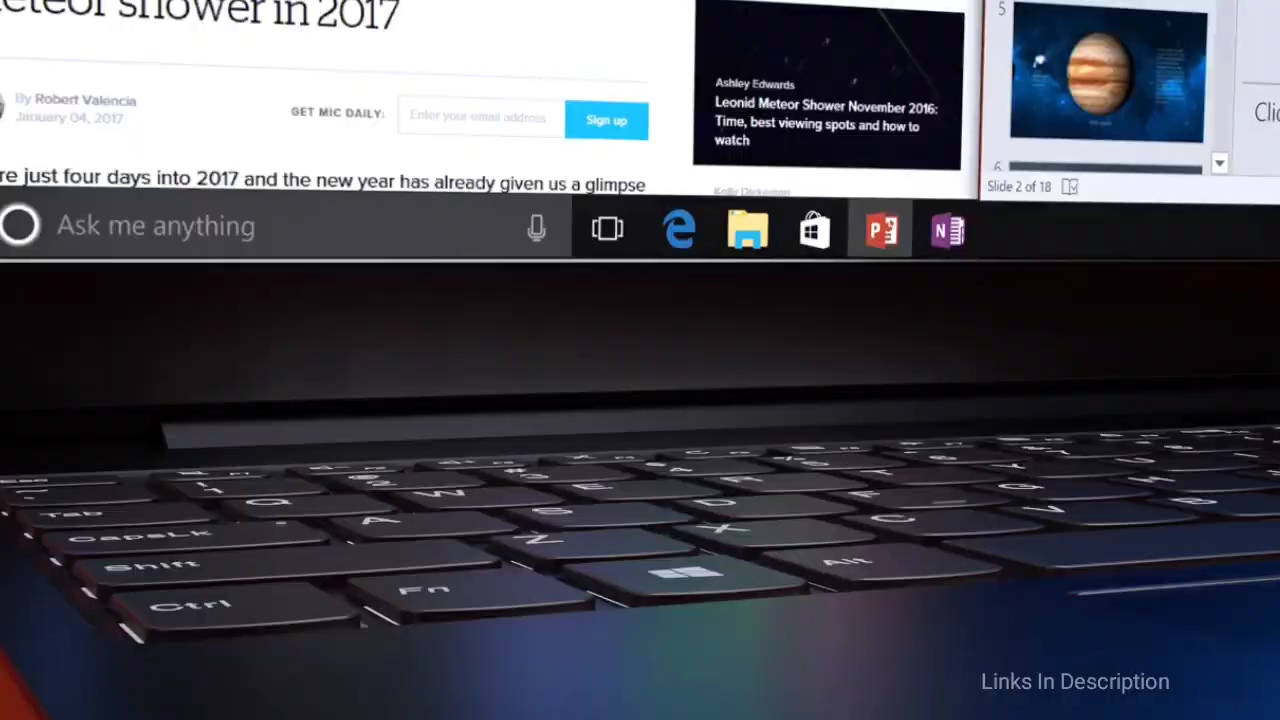 meteor shower in 2017
By Robert Valencia
January 04, 2017
GET MIC DAILY:
Enter your email address
Sign up
re just four days into 2017 and the new year has already given us a glimpse
Ashley Edwards
Leonid Meteor Shower November 2016:
Time, best viewing spots and how to
watch
5
6
Slide 2 of 18
Clic
Ask me anything
P
N
Esc
Tab
Q
W
E
R
T
Y
U
CapsLk
A
S
D
F
G
H
Shift
Z
X
C
V
B
Ctrl
Fn
Alt
Links In Description